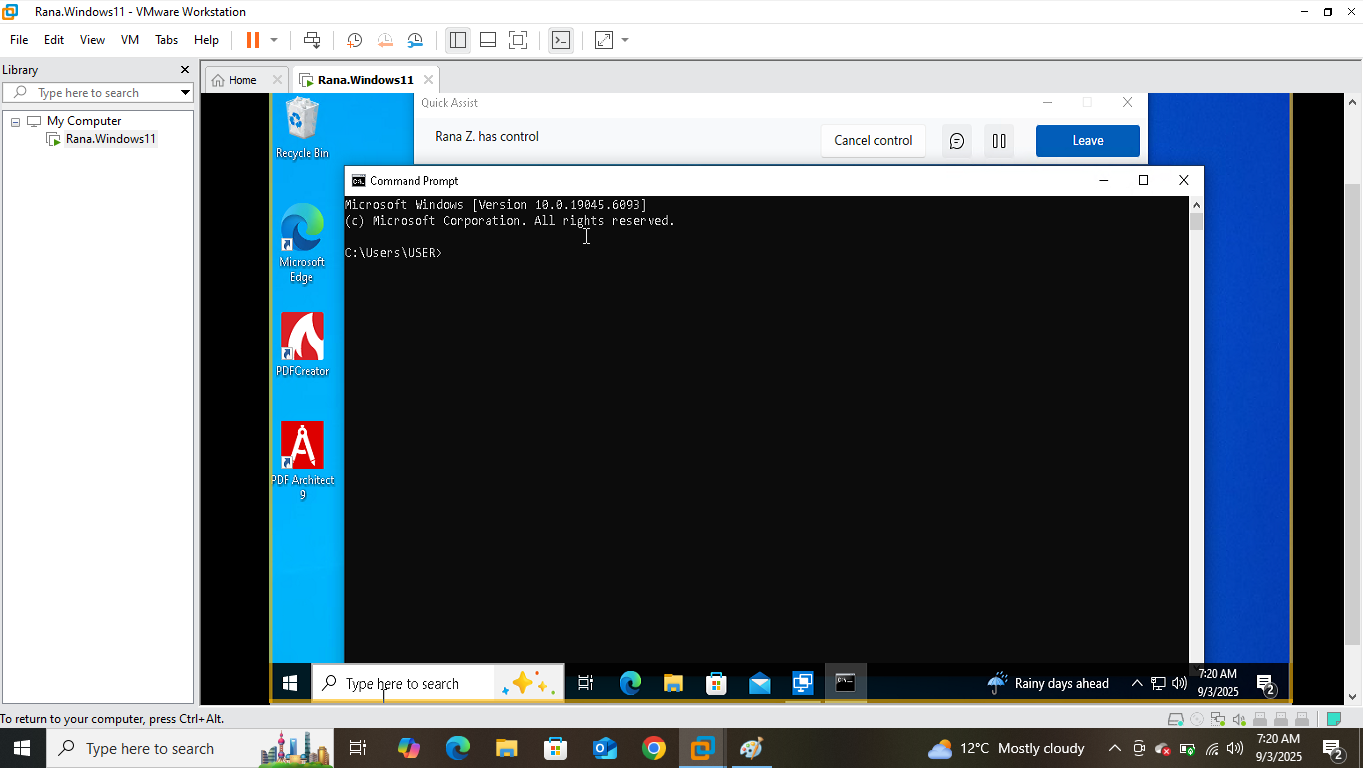 Rana.Windows11 - VMware Workstation
File Edit View VM Tabs Help
Library
Home
Rana.Windows11
Type here to search
My Computer
Rana.Windows11
Recycle Bin
Microsoft Edge
PDFCreator
PDF Architect 9
Quick Assist
Rana Z. has control
Cancel control
Leave
Command Prompt
Microsoft Windows [Version 10.0.19045.6093]
(c) Microsoft Corporation. All rights reserved.
C:\Users\USER>
Type here to search
Rainy days ahead
7:20 AM
9/3/2025
2
To return to your computer, press Ctrl+Alt.
Type here to search
12°C Mostly cloudy
7:20 AM
9/3/2025
2